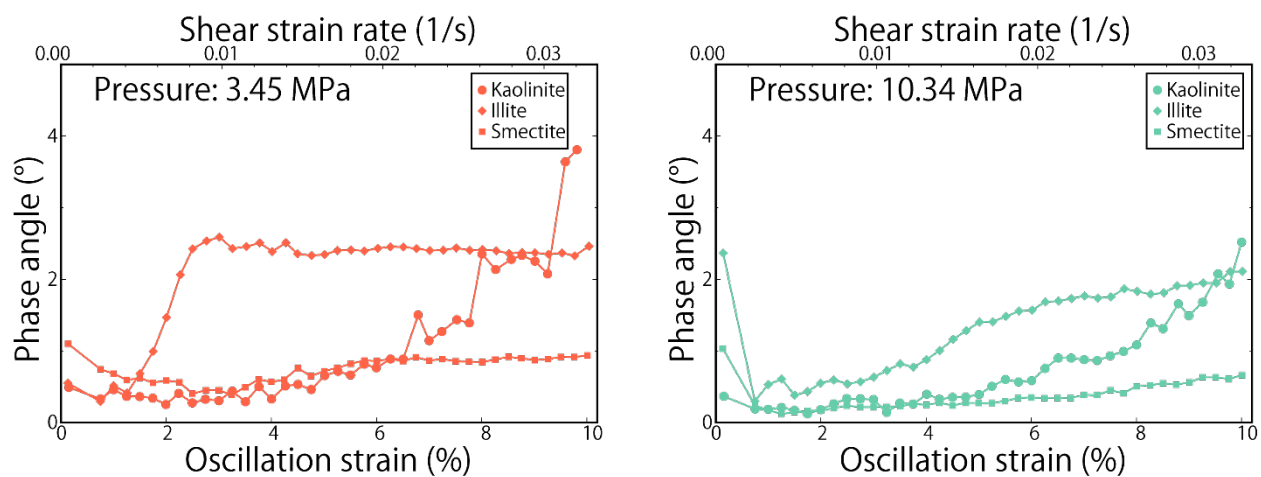 Shear strain rate (1/s)
0.00 0.01 0.02 0.03
Pressure: 3.45 MPa
Kaolinite
Illite
Smectite
Phase angle (°)
4
2
0
0 2 4 6 8 10
Oscillation strain (%)
Shear strain rate (1/s)
0.00 0.01 0.02 0.03
Pressure: 10.34 MPa
Kaolinite
Illite
Smectite
Phase angle (°)
4
2
0
0 2 4 6 8 10
Oscillation strain (%)